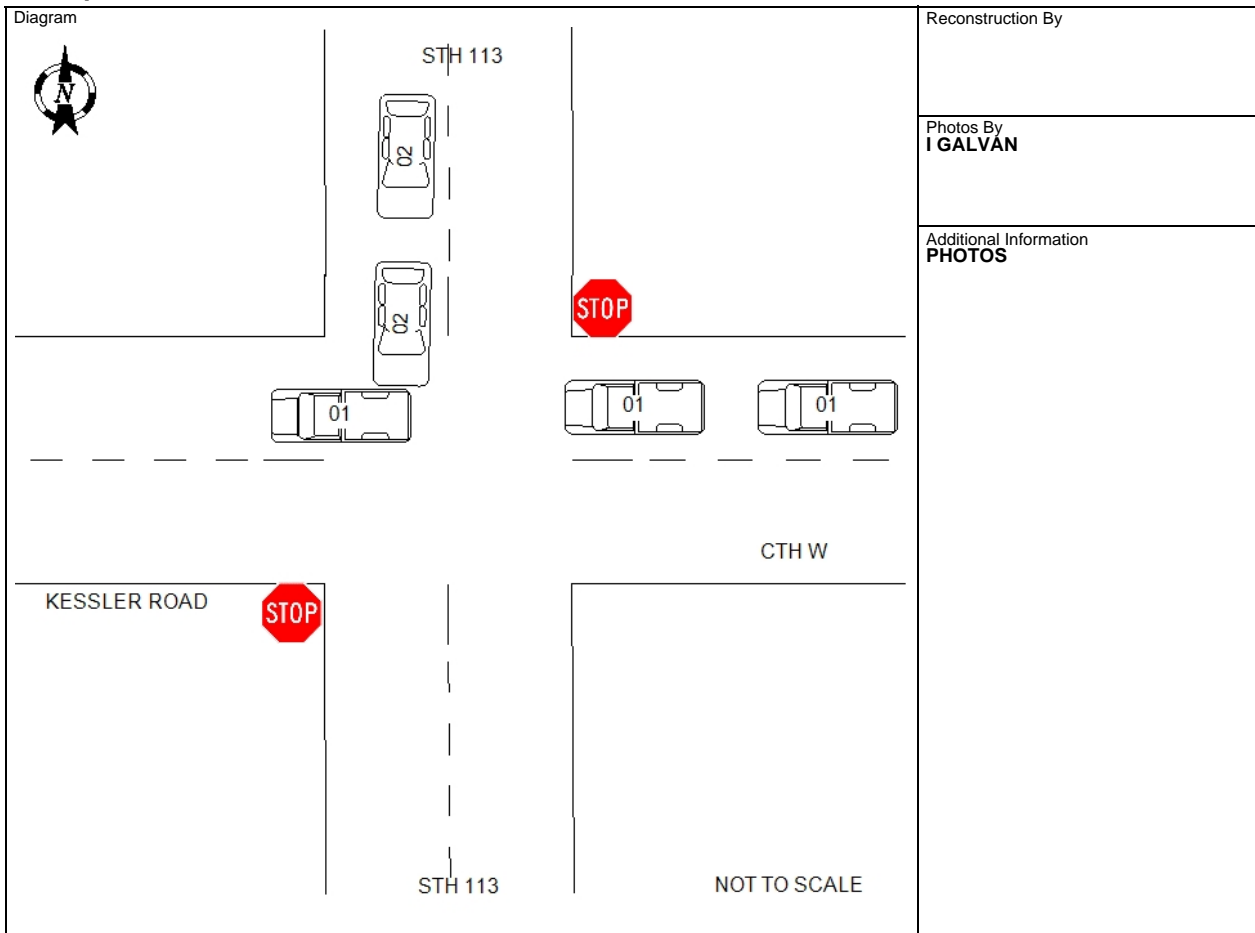 Diagram
Reconstruction By
STH 113
N
Photos By
I GALVAN
02
Additional Information
PHOTOS
STOP
02
01
01
01
CTH W
KESSLER ROAD
STOP
STH 113
NOT TO SCALE